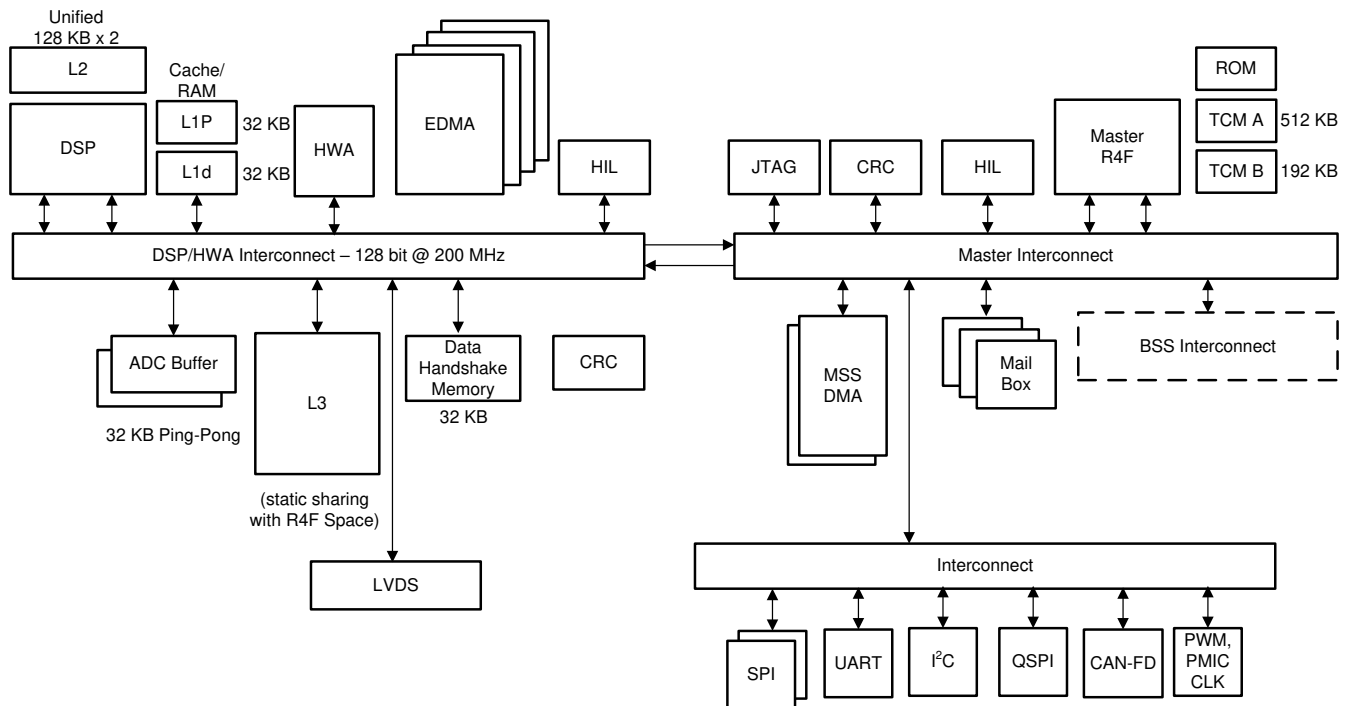 Unified
128 KB x 2
L2
Cache/
RAM
L1P
32 KB
DSP
L1d
32 KB
HWA
EDMA
HIL
JTAG
CRC
HIL
Master
R4F
ROM
TCM A
512 KB
TCM B
192 KB
DSP/HWA Interconnect – 128 bit @ 200 MHz
Master Interconnect
ADC Buffer
32 KB Ping-Pong
L3
(static sharing
with R4F Space)
Data
Handshake
Memory
32 KB
CRC
LVDS
MSS
DMA
Mail
Box
BSS Interconnect
Interconnect
SPI
UART
I²C
QSPI
CAN-FD
PWM,
PMIC
CLK